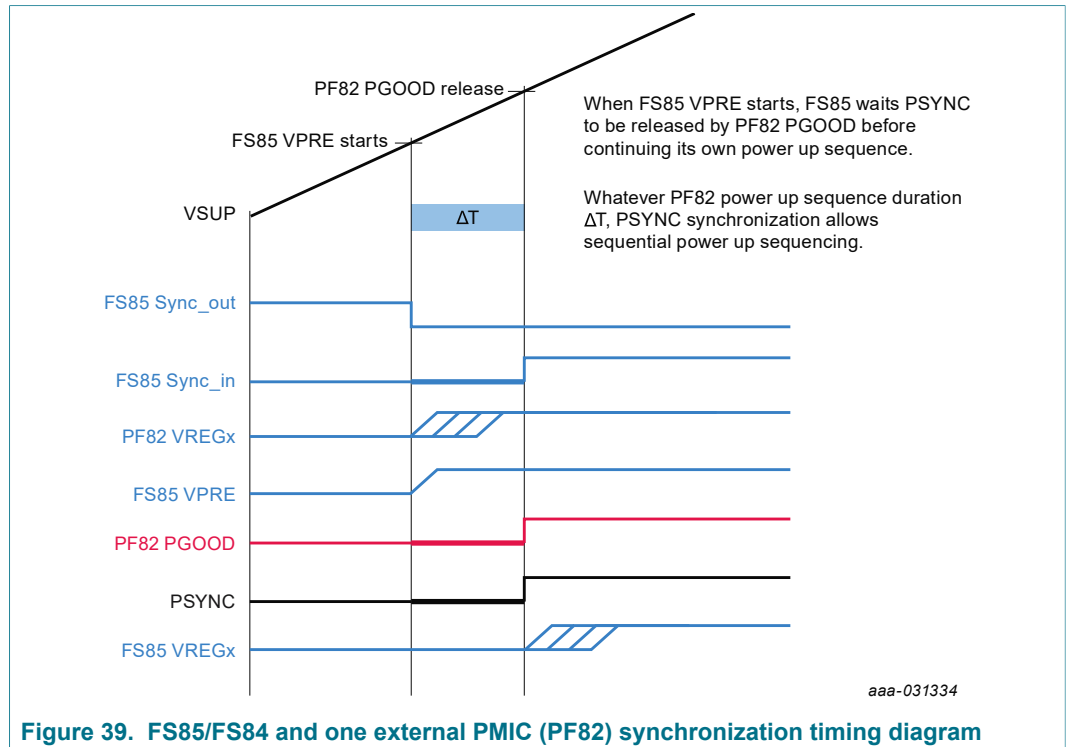 PF82 PGOOD release
FS85 VPRE starts
When FS85 VPRE starts, FS85 waits PSYNC
to be released by PF82 PGOOD before
continuing its own power up sequence.
Whatever PF82 power up sequence duration
ΔT, PSYNC synchronization allows
sequential power up sequencing.
VSUP
ΔT
FS85 Sync_out
FS85 Sync_in
PF82 VREGx
FS85 VPRE
PF82 PGOOD
PSYNC
FS85 VREGx
aaa-031334
Figure 39. FS85/FS84 and one external PMIC (PF82) synchronization timing diagram